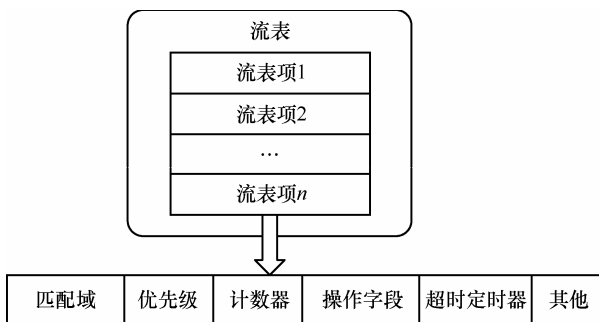 流表
流表项1
流表项2
…
流表项n
匹配域 优先级 计数器 操作字段 超时定时器 其他